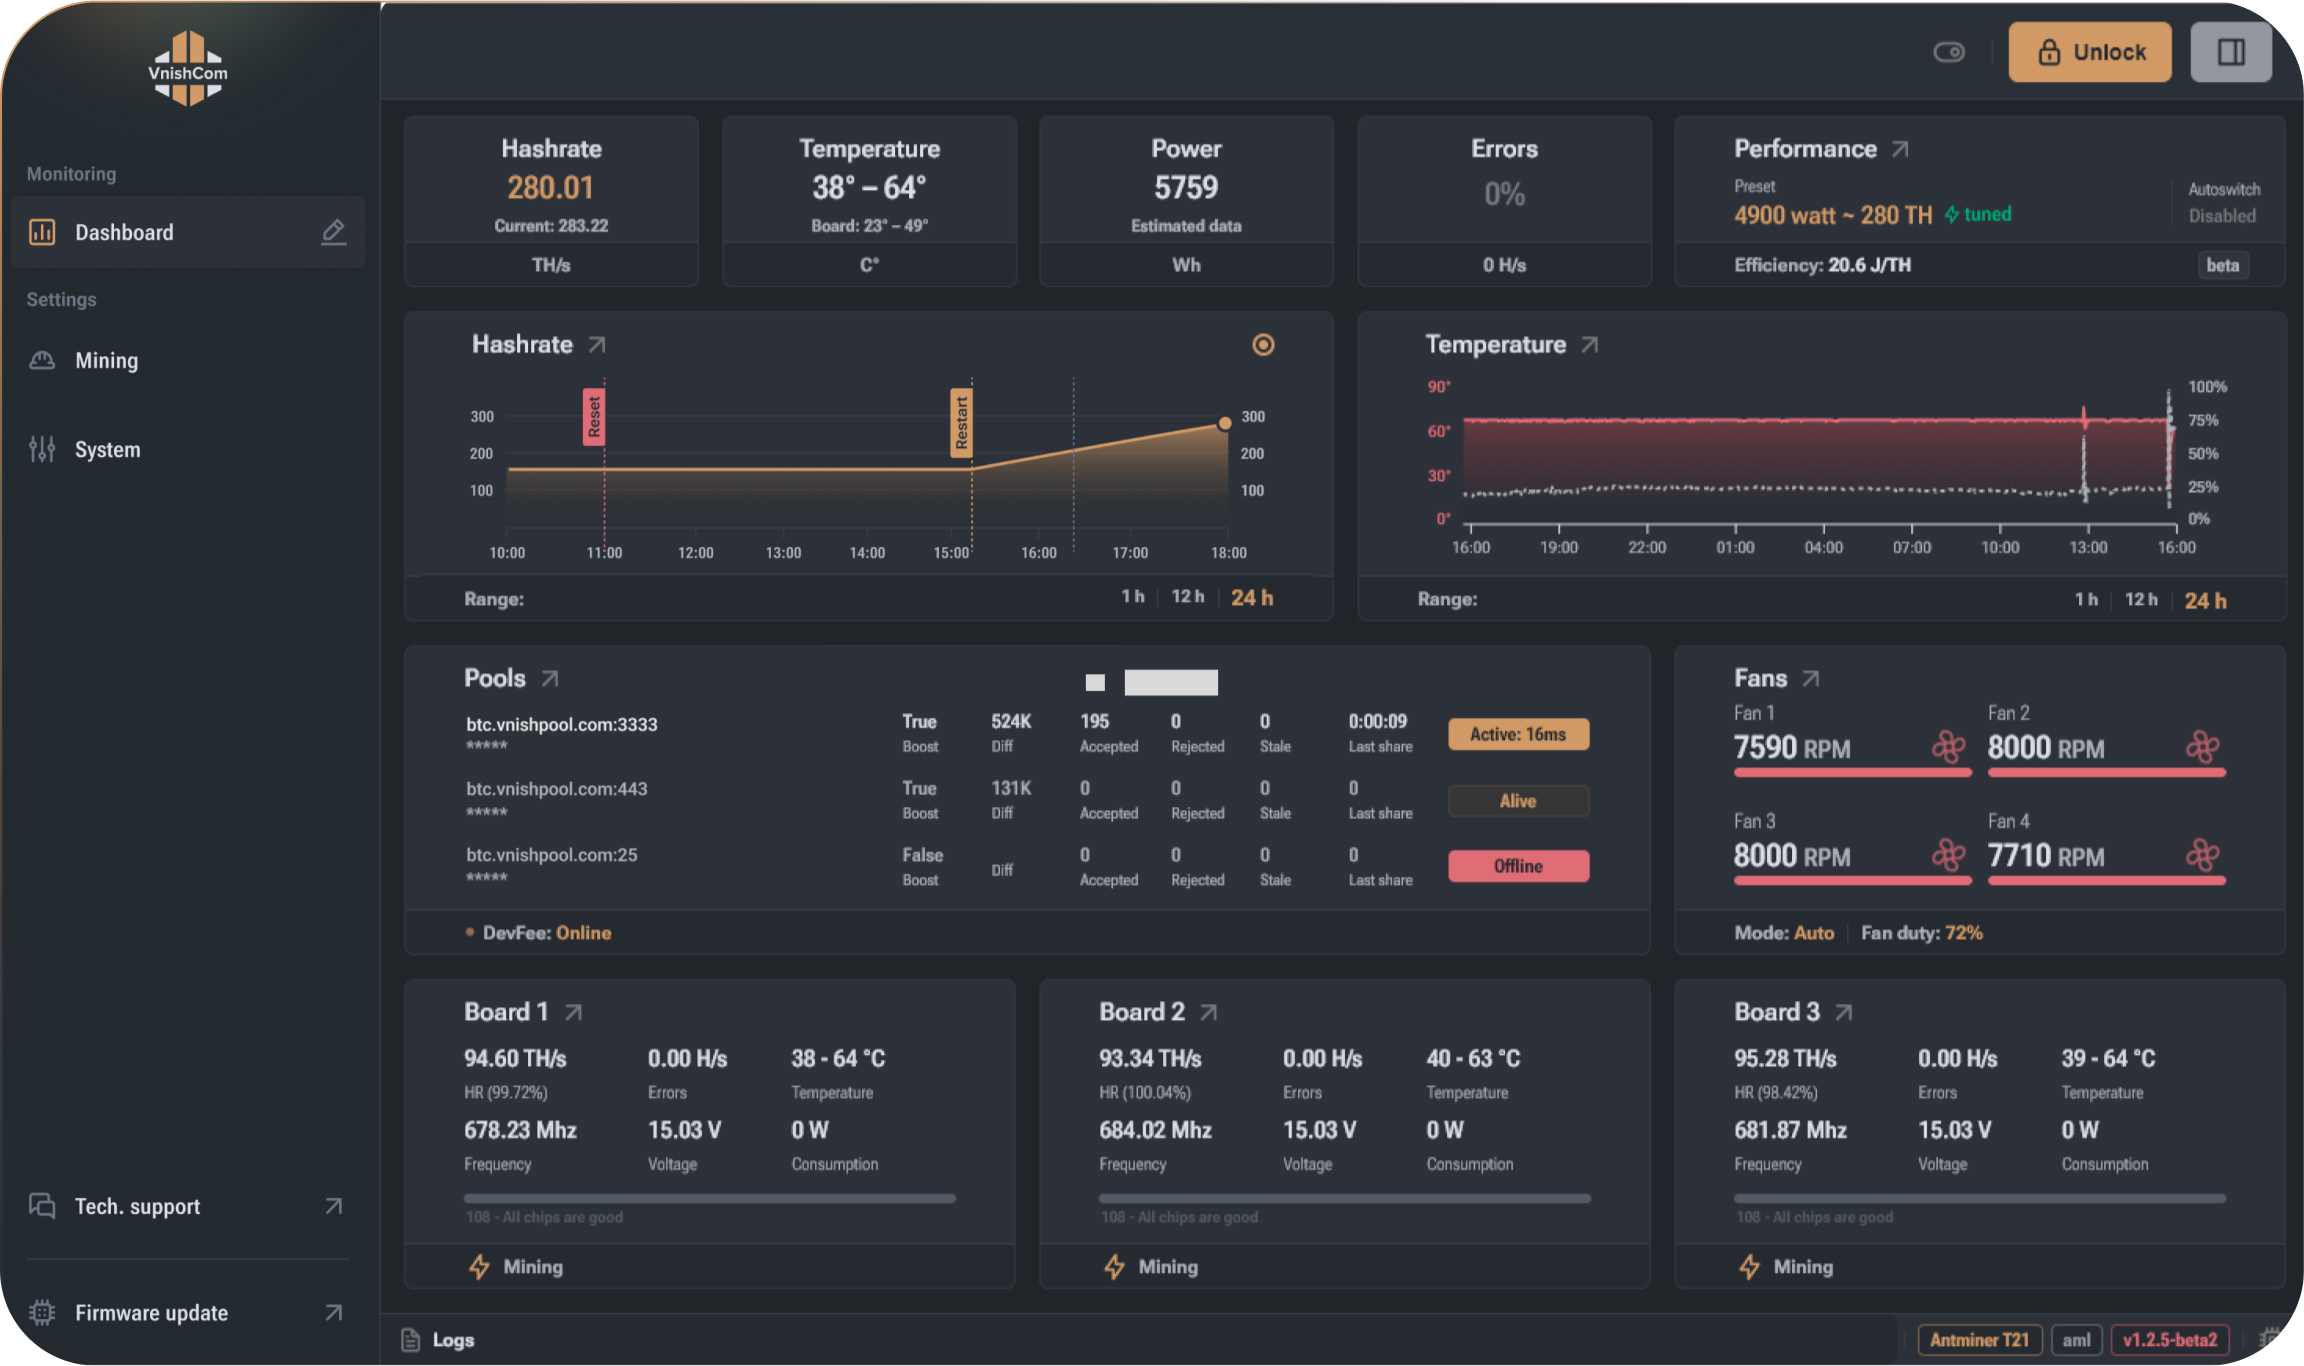 VnishCom
Unlock
Monitoring
Dashboard
Settings
Mining
System
Tech. support
Firmware update
Hashrate
280.01
Current: 283.22
TH/s
Temperature
38° – 64°
Board: 23° – 49°
C°
Power
5759
Estimated data
Wh
Errors
0%
0 H/s
Performance
Preset
4900 watt ~ 280 TH tuned
Autoswitch
Disabled
Efficiency: 20.6 J/TH
beta
Hashrate
Reset
Restart
300 300
200 200
100 100
10:00 11:00 12:00 13:00 14:00 15:00 16:00 17:00 18:00
Range: 1 h 12 h 24 h
Temperature
90° 100%
75%
60°
50%
30°
25%
0° 0%
16:00 19:00 22:00 01:00 04:00 07:00 10:00 13:00 16:00
Range: 1 h 12 h 24 h
Pools
btc.vnishpool.com:3333 True 524K 195 0 0 0:00:09 Active: 16ms
***** Boost Diff Accepted Rejected Stale Last share
btc.vnishpool.com:443 True 131K 0 0 0 0 Alive
***** Boost Diff Accepted Rejected Stale Last share
btc.vnishpool.com:25 False 0 0 0 0 Offline
***** Boost Diff Accepted Rejected Stale Last share
DevFee: Online
Fans
Fan 1 Fan 2
7590 RPM 8000 RPM
Fan 3 Fan 4
8000 RPM 7710 RPM
Mode: Auto Fan duty: 72%
Board 1
94.60 TH/s 0.00 H/s 38 - 64 °C
HR (99.72%) Errors Temperature
678.23 Mhz 15.03 V 0 W
Frequency Voltage Consumption
108 - All chips are good
Mining
Board 2
93.34 TH/s 0.00 H/s 40 - 63 °C
HR (100.04%) Errors Temperature
684.02 Mhz 15.03 V 0 W
Frequency Voltage Consumption
108 - All chips are good
Mining
Board 3
95.28 TH/s 0.00 H/s 39 - 64 °C
HR (98.42%) Errors Temperature
681.87 Mhz 15.03 V 0 W
Frequency Voltage Consumption
108 - All chips are good
Mining
Logs
Antminer T21 aml v1.2.5-beta2